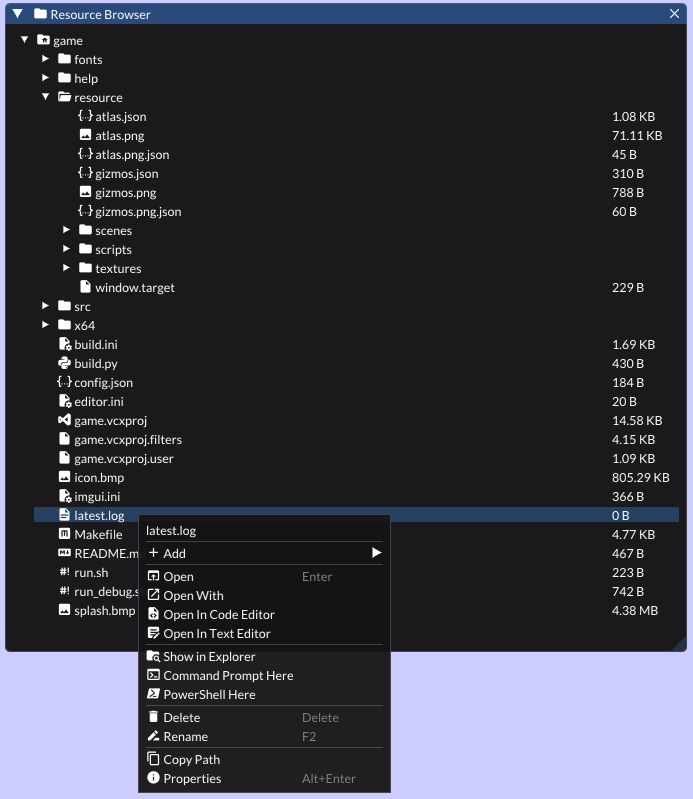 Resource Browser
game
fonts
help
resource
{..} atlas.json 1.08 KB
atlas.png 71.11 KB
{..} atlas.png.json 45 B
{..} gizmos.json 310 B
gizmos.png 788 B
{..} gizmos.png.json 60 B
scenes
scripts
textures
window.target 229 B
src
x64
build.ini 1.69 KB
build.py 430 B
{..} config.json 184 B
editor.ini 20 B
game.vcxproj 14.58 KB
game.vcxproj.filters 4.15 KB
game.vcxproj.user 1.09 KB
icon.bmp 805.29 KB
imgui.ini 366 B
latest.log 0 B
Makefile 4.77 KB
README.m 467 B
#! run.sh 223 B
#! run_debug.s 742 B
splash.bmp 4.38 MB
latest.log
+ Add
Open Enter
Open With
Open In Code Editor
Open In Text Editor
Show in Explorer
Command Prompt Here
PowerShell Here
Delete Delete
Rename F2
Copy Path
Properties Alt+Enter